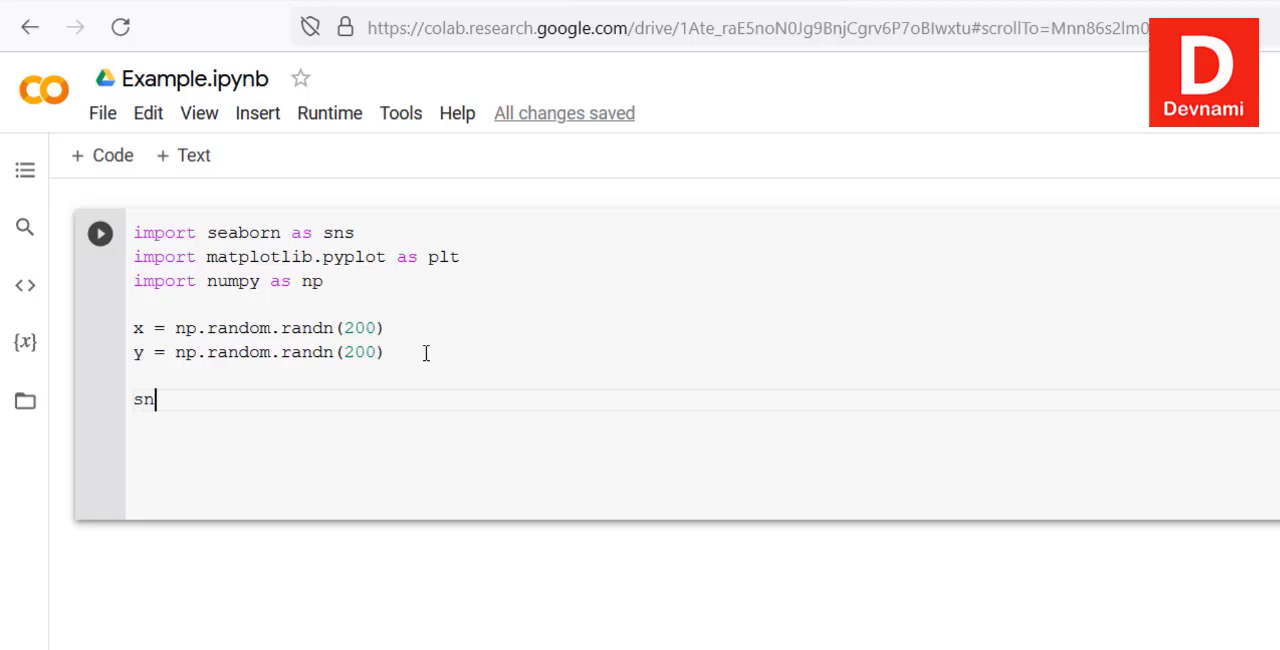 https://colab.research.google.com/drive/1Ate_raE5noN0Jg9BnjCgrv6P7oBIwxtu#scrollTo=Mnn86s2lm0
D
Devnami
CO
Example.ipynb
File Edit View Insert Runtime Tools Help All changes saved
+ Code + Text
import seaborn as sns
import matplotlib.pyplot as plt
import numpy as np
x = np.random.randn(200)
y = np.random.randn(200)
sn
{x}